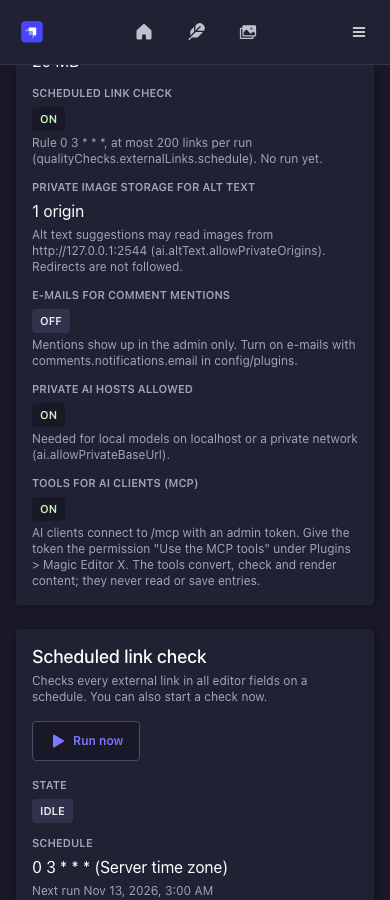 20 MB
SCHEDULED LINK CHECK
ON
Rule 0 3 * * *, at most 200 links per run
(qualityChecks.externalLinks.schedule). No run yet.
PRIVATE IMAGE STORAGE FOR ALT TEXT
1 origin
Alt text suggestions may read images from
http://127.0.0.1:2544 (ai.altText.allowPrivateOrigins).
Redirects are not followed.
E-MAILS FOR COMMENT MENTIONS
OFF
Mentions show up in the admin only. Turn on e-mails with
comments.notifications.email in config/plugins.
PRIVATE AI HOSTS ALLOWED
ON
Needed for local models on localhost or a private network
(ai.allowPrivateBaseUrl).
TOOLS FOR AI CLIENTS (MCP)
ON
AI clients connect to /mcp with an admin token. Give the
token the permission "Use the MCP tools" under Plugins
> Magic Editor X. The tools convert, check and render
content; they never read or save entries.
Scheduled link check
Checks every external link in all editor fields on a
schedule. You can also start a check now.
Run now
STATE
IDLE
SCHEDULE
0 3 * * * (Server time zone)
Next run Nov 13, 2026, 3:00 AM